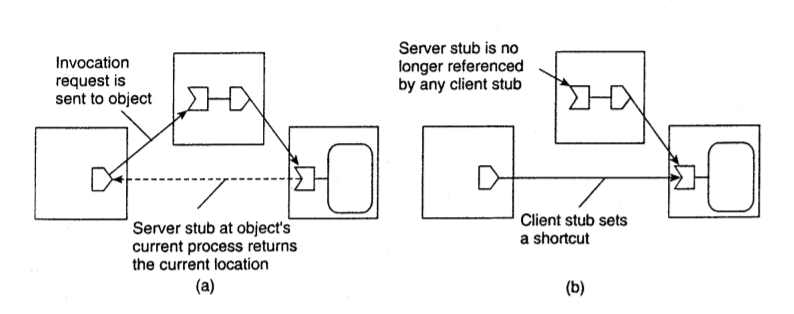 Invocation
request is
sent to object
Server stub at object's
current process returns
the current location
(a)
Server stub is no
longer referenced
by any client stub
Client stub sets
a shortcut
(b)